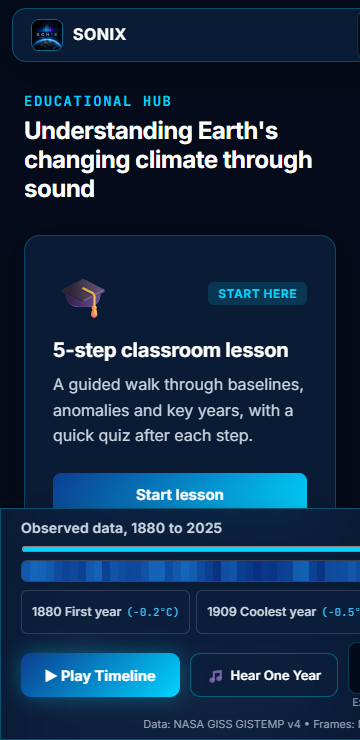 SONIX
EDUCATIONAL HUB
Understanding Earth's
changing climate through
sound
START HERE
5-step classroom lesson
A guided walk through baselines,
anomalies and key years, with a
quick quiz after each step.
Start lesson
Observed data, 1880 to 2025
1880 First year (-0.2°C)
1909 Coolest year (-0.5°
▶ Play Timeline
Hear One Year
Data: NASA GISS GISTEMP v4 • Frames: